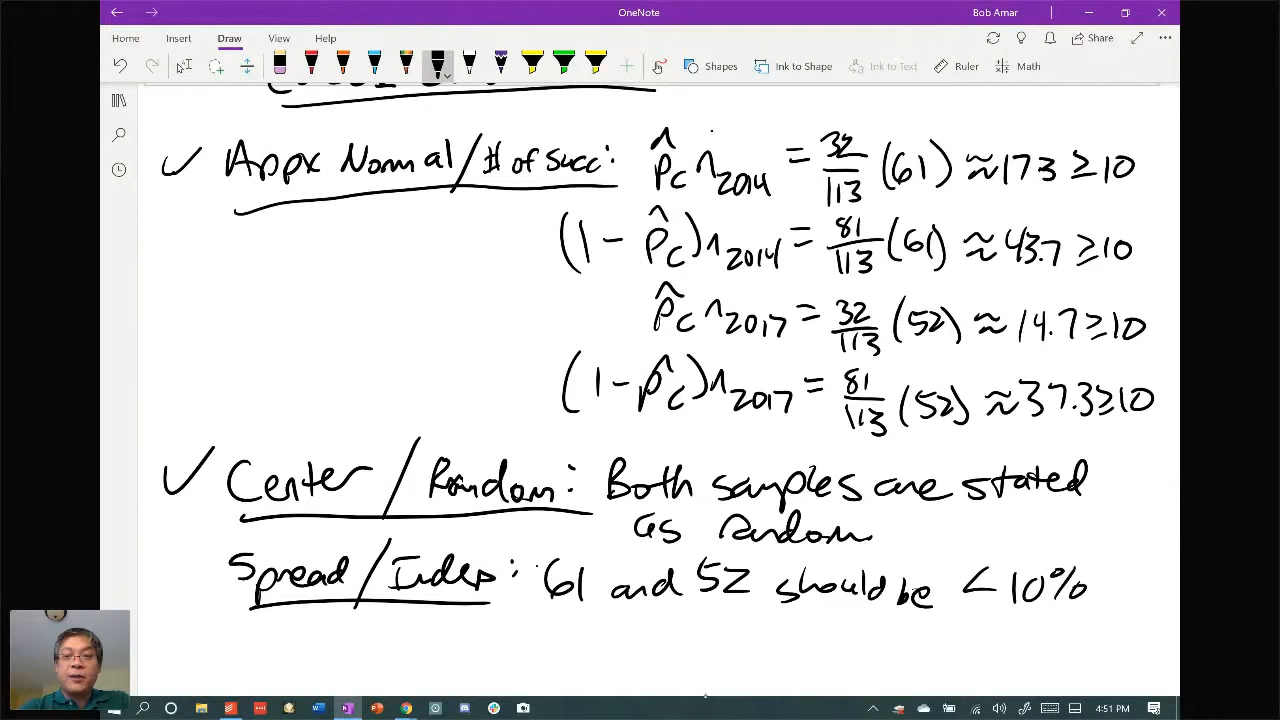 OneNote
Bob Amar
Home Insert Draw View Help
Share
Shapes Ink to Shape Ink to Text Ruler Math
✓ Appx Normal / # of Succ: p̂c n2014 = 32/113 (61) ≈ 173 ≥ 10
(1 - p̂c) n2014 = 81/113 (61) ≈ 43.7 ≥ 10
p̂c n2017 = 32/113 (52) ≈ 14.7 ≥ 10
(1 - p̂c) n2017 = 81/113 (52) ≈ 37.3 ≥ 10
✓ Center / Random: Both samples are stated
as random.
Spread / Indep: 61 and 52 should be < 10%
4:51 PM